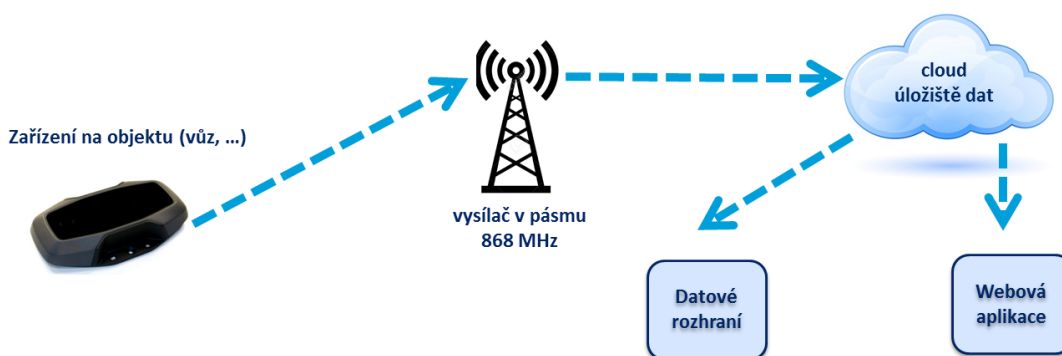 Zařízení na objektu (vůz, …)
vysílač v pásmu
868 MHz
cloud
úložiště dat
Datové
rozhraní
Webová
aplikace